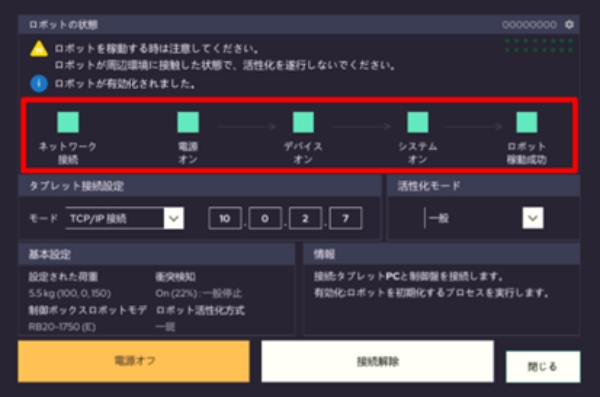 ロボットの状態 00000000
ロボットを稼動する時は注意してください。
ロボットが周辺環境に接触した状態で、活性化を遂行しないでください。
ロボットが有効化されました。
ネットワーク
接続
電源
オン
デバイス
オン
システム
オン
ロボット
稼動成功
タブレット接続設定
モード TCP/IP 接続 10 . 0 . 2 . 7
活性化モード
一般
基本設定
設定された荷重 衝突検知
5.5 kg (100, 0, 150) On (22%) : 一般停止
制御ボックスロボットモデ ロボット活性化方式
RB20-1750 (E)
情報
接続:タブレットPCと制御盤を接続します。
有効化:ロボットを初期化するプロセスを実行します。
電源オフ
接続解除
閉じる